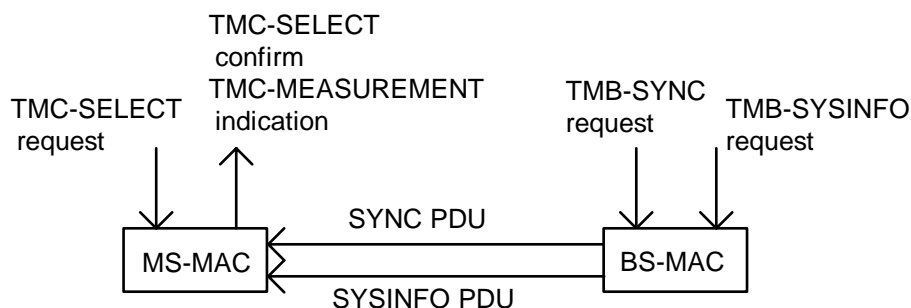 TMC-SELECT
confirm
TMC-MEASUREMENT
indication
TMC-SELECT
request
TMB-SYNC
request
TMB-SYSINFO
request
SYNC PDU
MS-MAC
BS-MAC
SYSINFO PDU